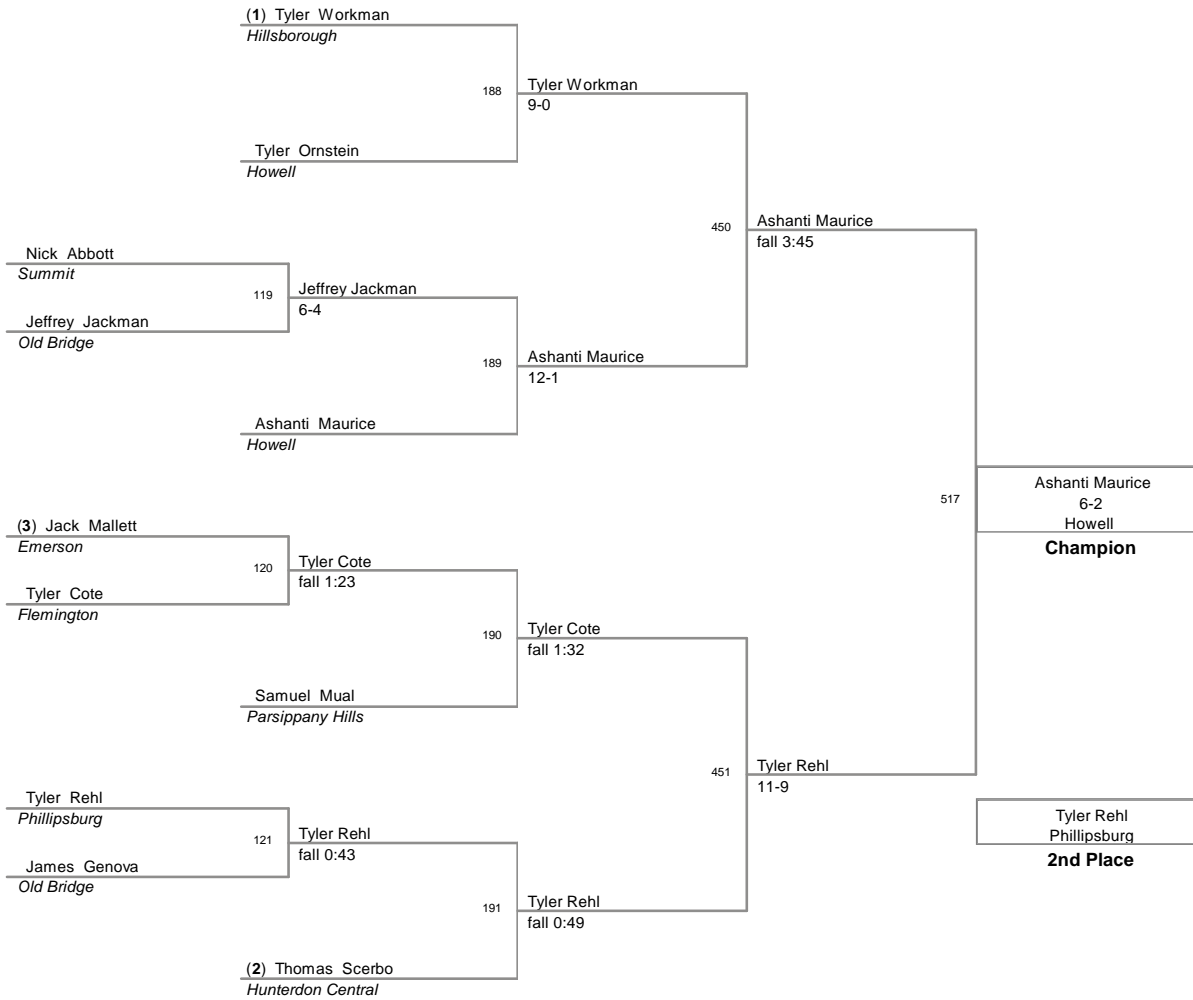 (1) Tyler Workman
Hillsborough
188
Tyler Workman
9-0
Tyler Ornstein
Howell
450
Ashanti Maurice
fall 3:45
Nick Abbott
Summit
119
Jeffrey Jackman
6-4
Jeffrey Jackman
Old Bridge
189
Ashanti Maurice
12-1
Ashanti Maurice
Howell
517
Ashanti Maurice
6-2
Howell
Champion
(3) Jack Mallett
Emerson
120
Tyler Cote
fall 1:23
Tyler Cote
Flemington
190
Tyler Cote
fall 1:32
Samuel Mual
Parsippany Hills
451
Tyler Rehl
11-9
Tyler Rehl
Phillipsburg
121
Tyler Rehl
fall 0:43
James Genova
Old Bridge
191
Tyler Rehl
fall 0:49
(2) Thomas Scerbo
Hunterdon Central
Tyler Rehl
Phillipsburg
2nd Place